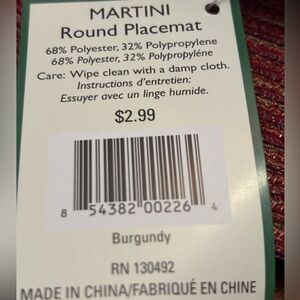 MARTINI
Round Placemat
68% Polyester, 32% Polypropylene
68% Polyester, 32% Polypropyléne
Care: Wipe clean with a damp cloth.
Instructions d'entretien:
Essuyer avec un linge humide.
$2.99
8 54382 00226 4
Burgundy
RN 130492
MADE IN CHINA/FABRIQUÉ EN CHINE